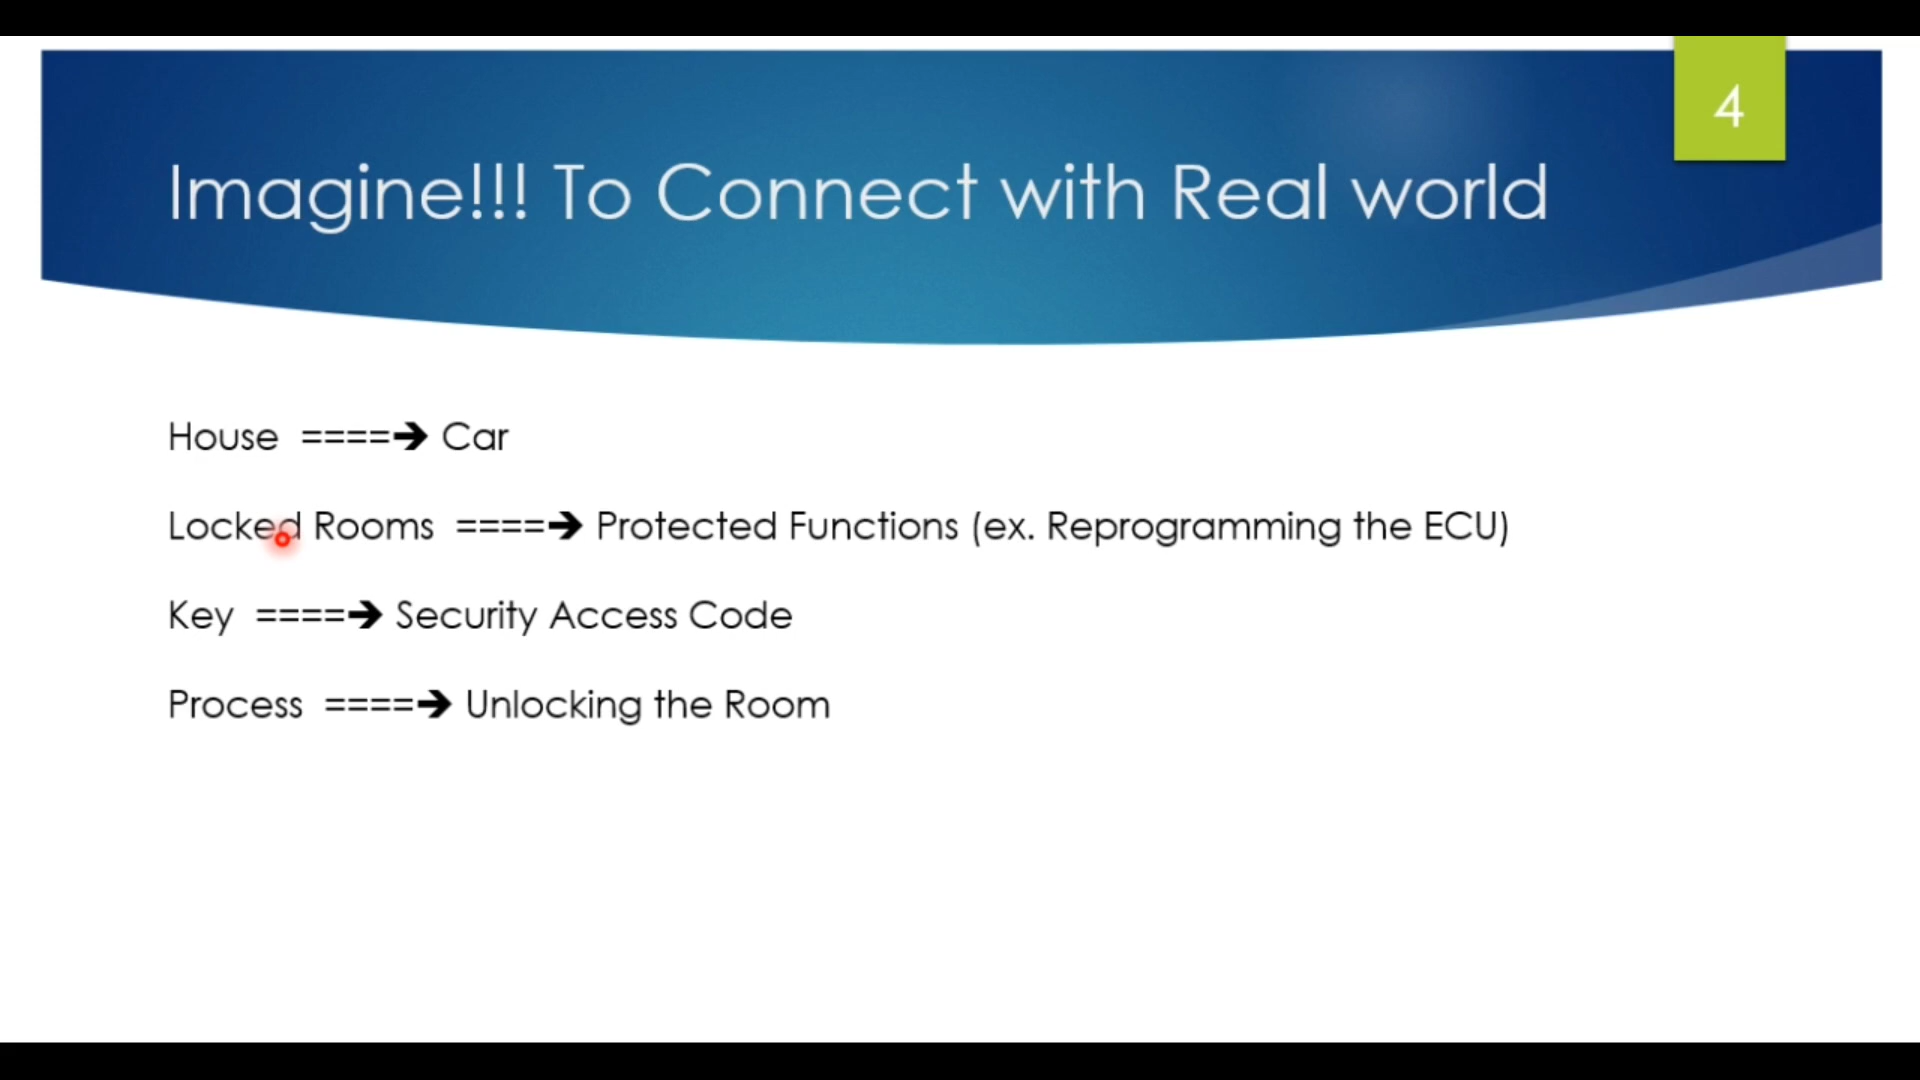 4
Imagine!!! To Connect with Real world
House ====➔ Car
Locked Rooms ====➔ Protected Functions (ex. Reprogramming the ECU)
Key ====➔ Security Access Code
Process ====➔ Unlocking the Room